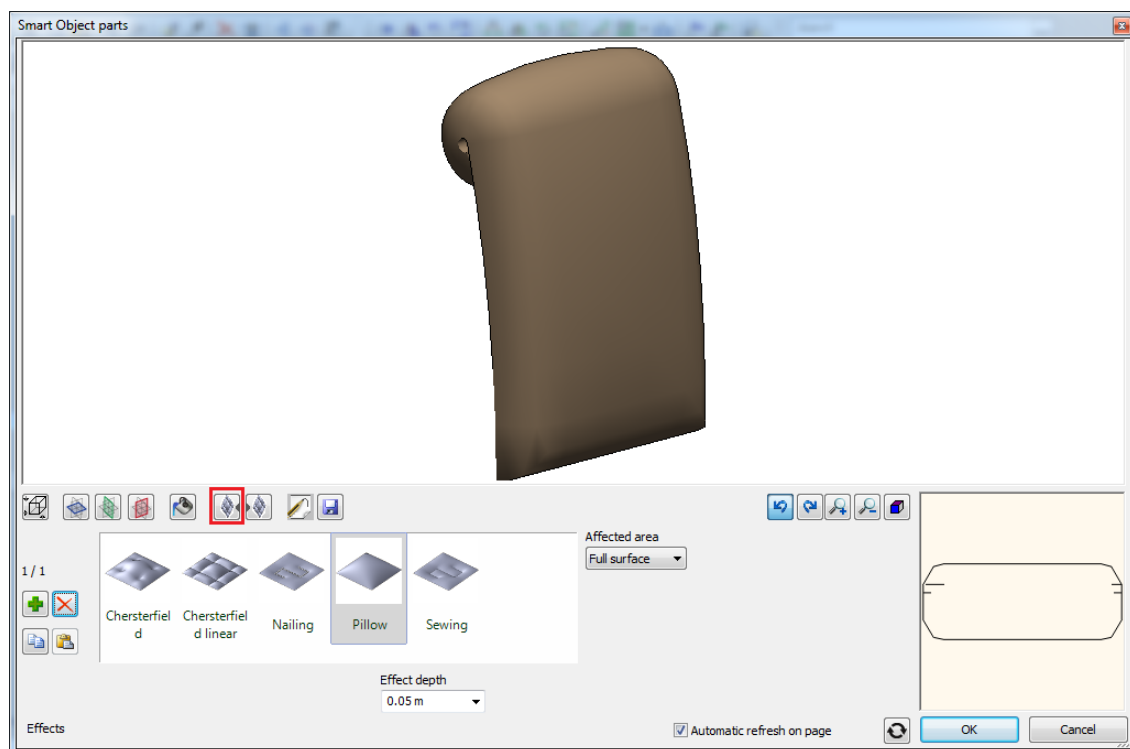 Smart Object parts
Affected area
Full surface
1 / 1
Chersterfiel
d
Chersterfiel
d linear
Nailing
Pillow
Sewing
Effect depth
0.05 m
Effects
Automatic refresh on page
OK
Cancel